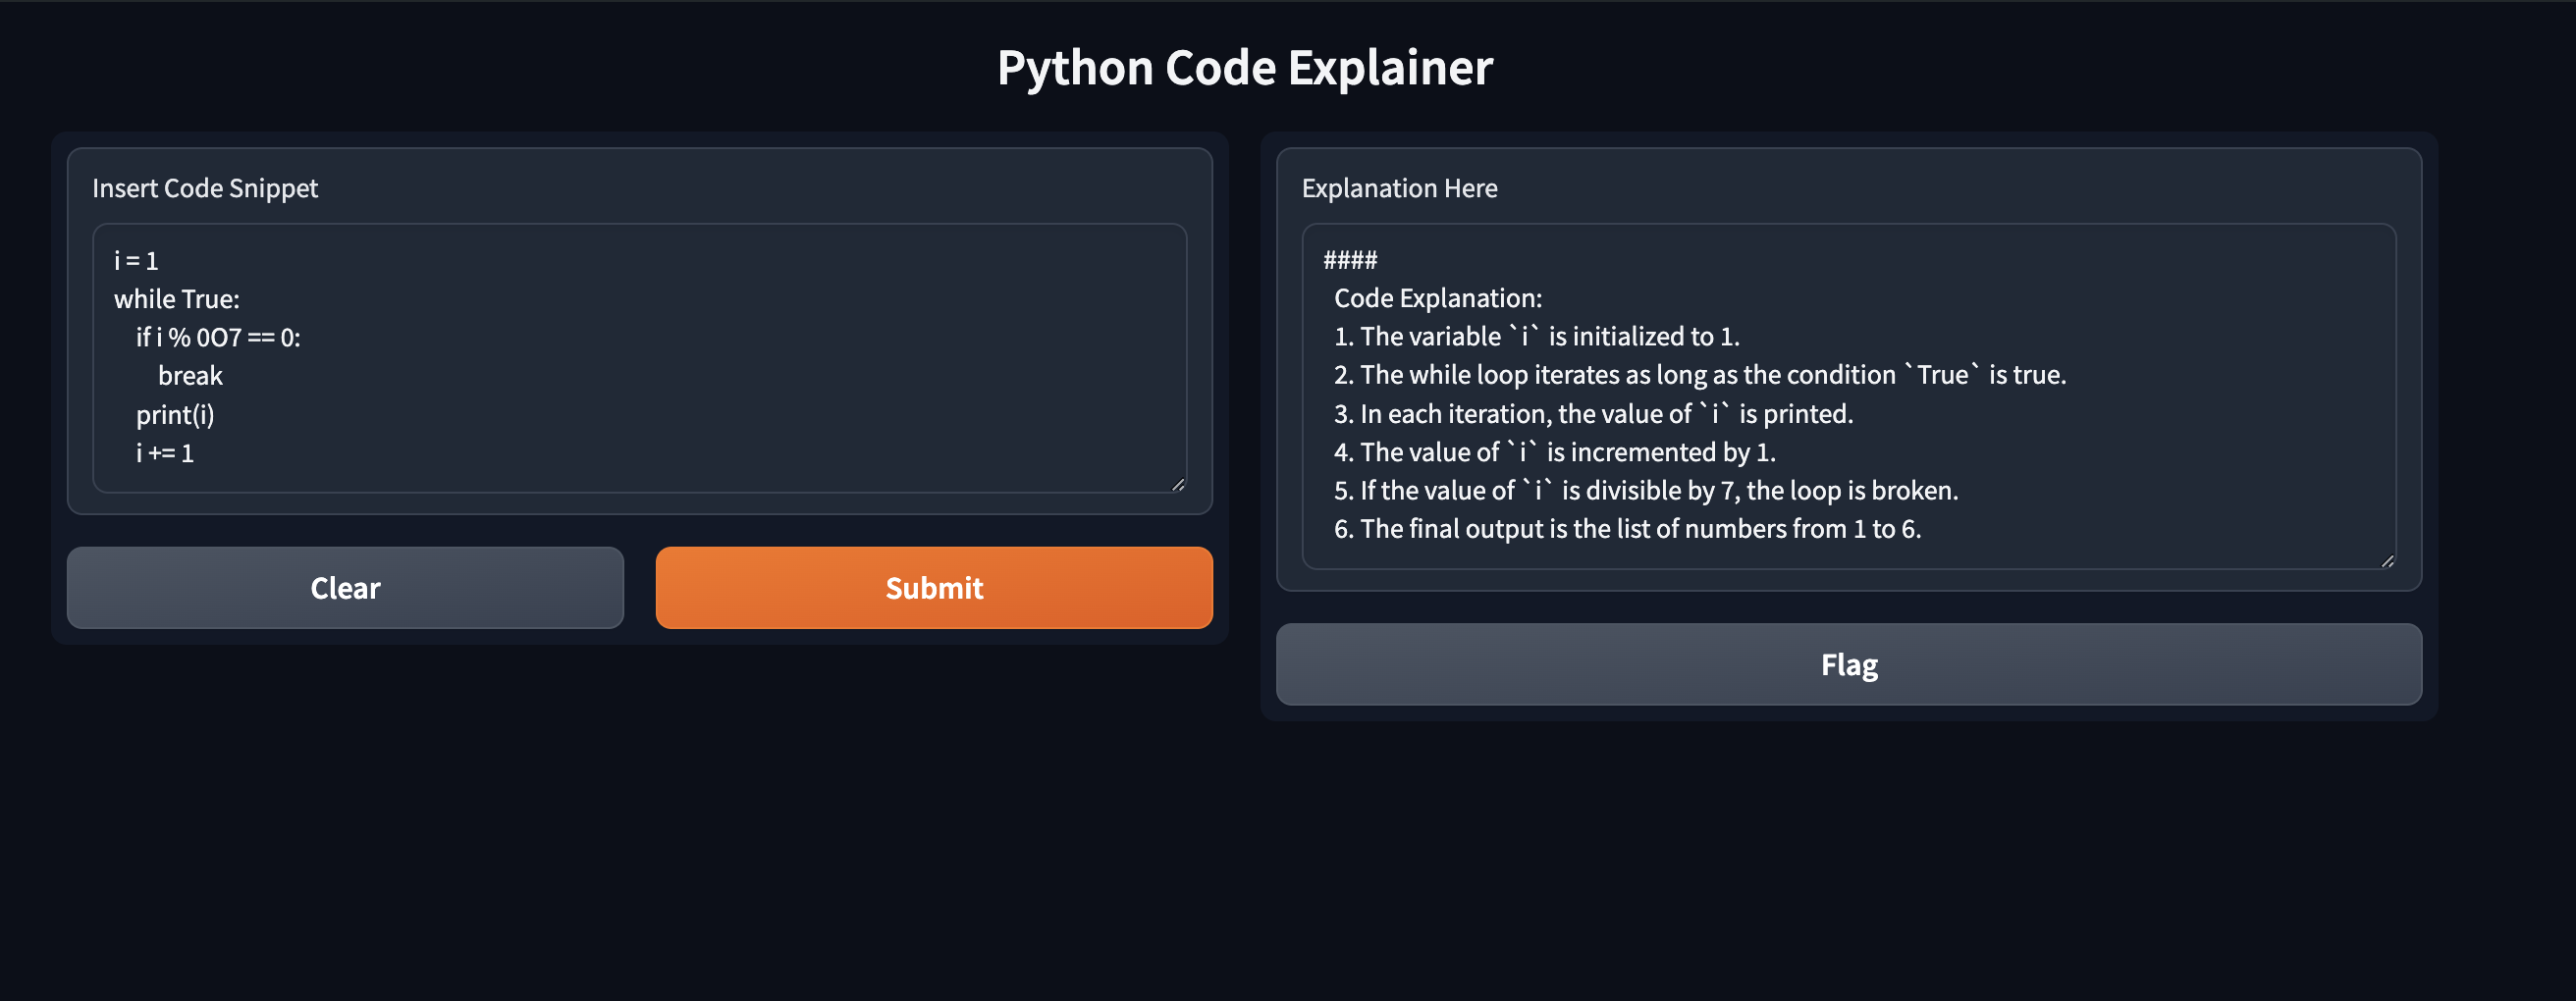 Python Code Explainer
Insert Code Snippet
i = 1
while True:
    if i % 0O7 == 0:
        break
    print(i)
    i += 1
Clear
Submit
Explanation Here
####
Code Explanation:
1. The variable `i` is initialized to 1.
2. The while loop iterates as long as the condition `True` is true.
3. In each iteration, the value of `i` is printed.
4. The value of `i` is incremented by 1.
5. If the value of `i` is divisible by 7, the loop is broken.
6. The final output is the list of numbers from 1 to 6.
Flag